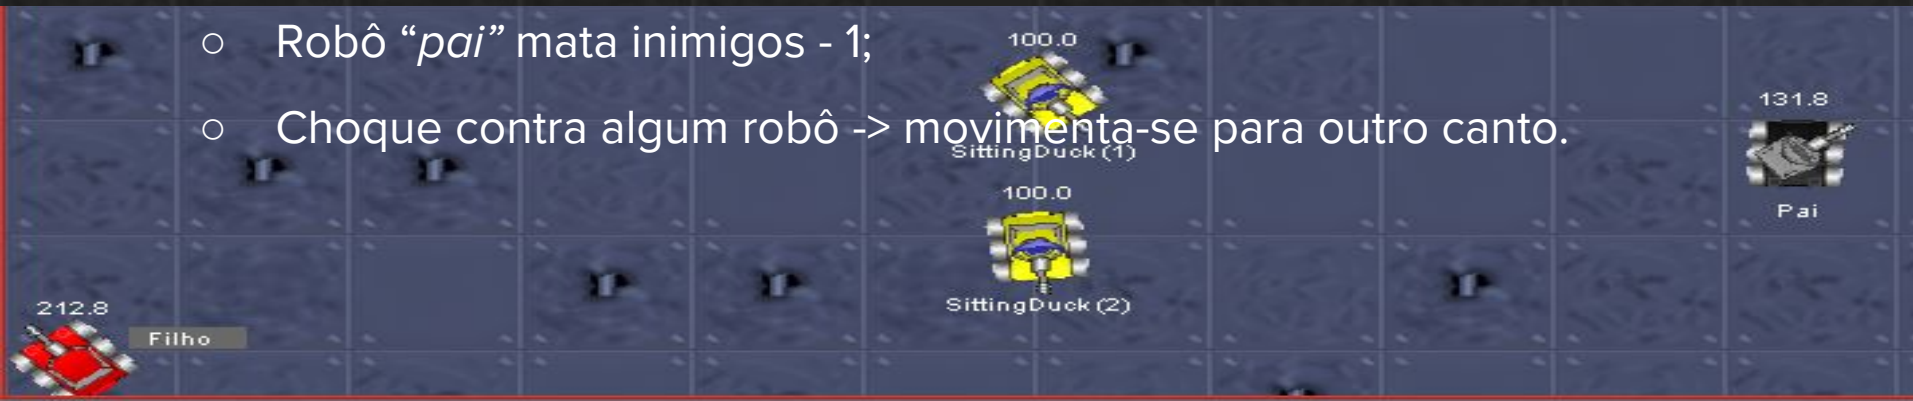 ○ Robô “pai” mata inimigos - 1;
100.0
○ Choque contra algum robô -> movimenta-se para outro canto.
SittingDuck (1)
131.8
Pai
100.0
SittingDuck (2)
212.8
Filho